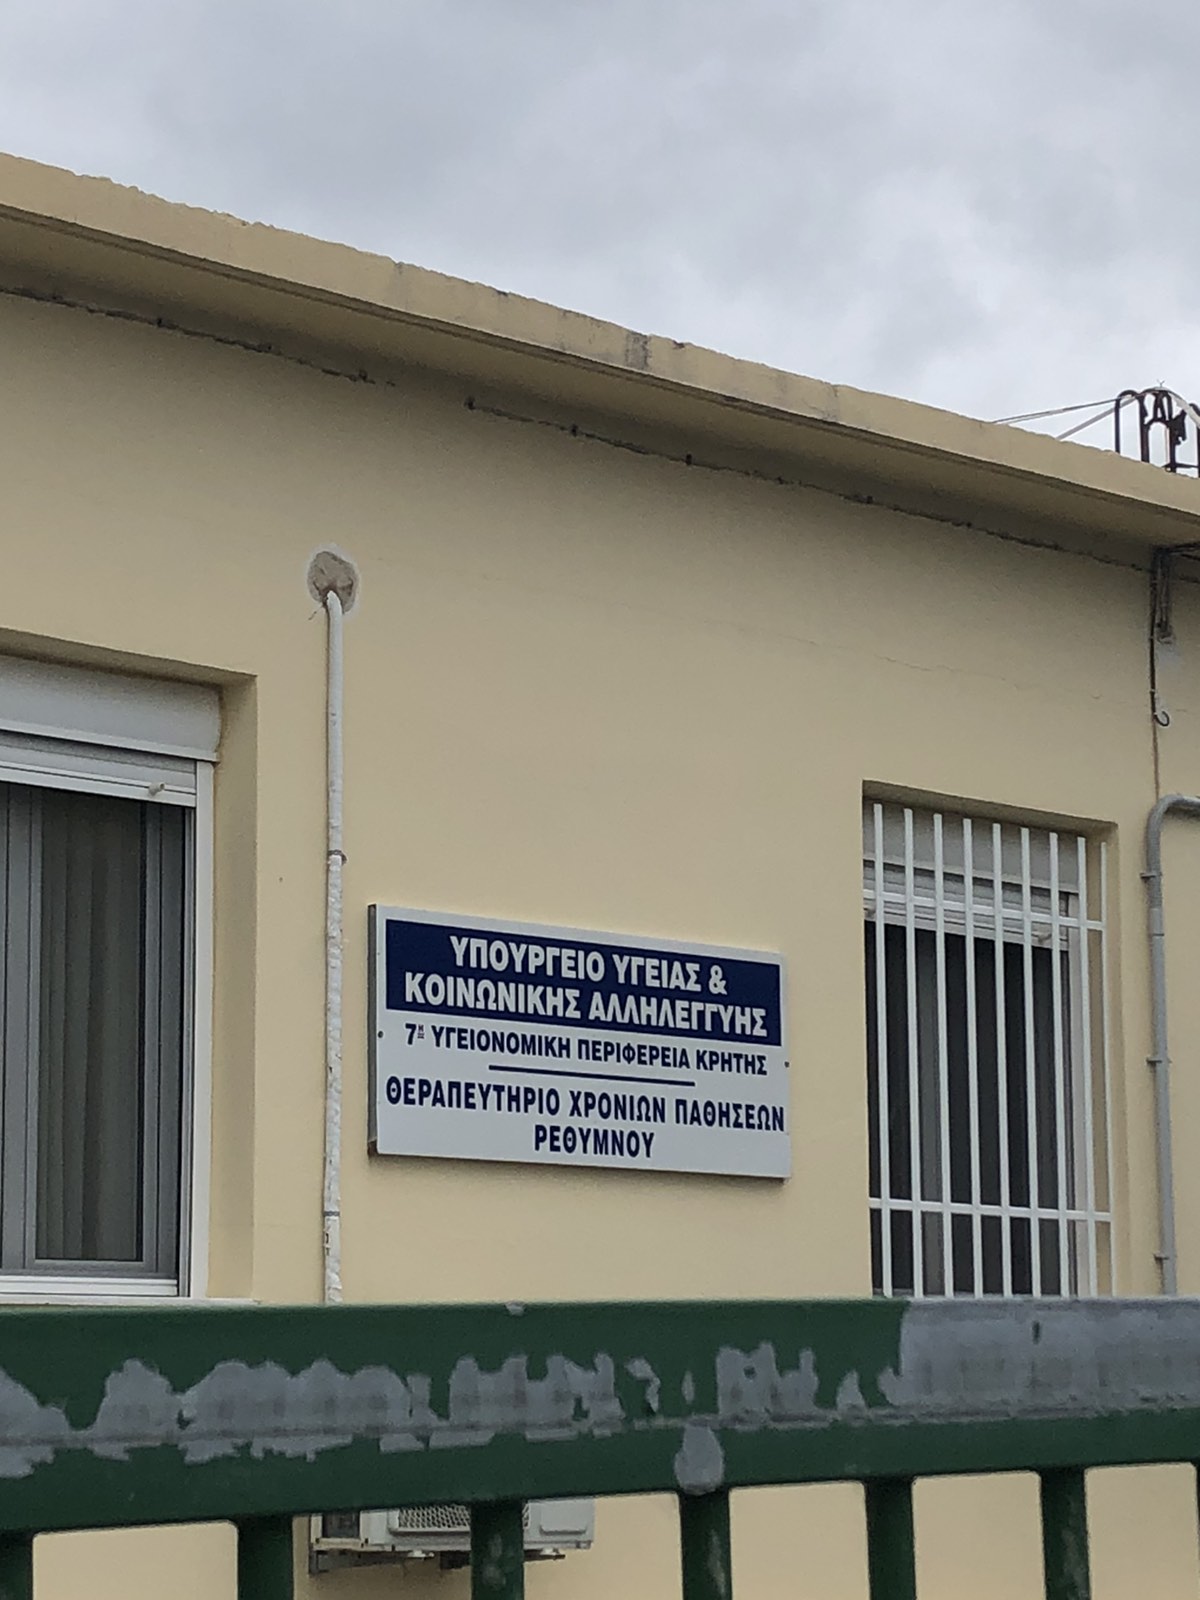 ΥΠΟΥΡΓΕΙΟ ΥΓΕΙΑΣ &
ΚΟΙΝΩΝΙΚΗΣ ΑΛΛΗΛΕΓΓΥΗΣ
7η ΥΓΕΙΟΝΟΜΙΚΗ ΠΕΡΙΦΕΡΕΙΑ ΚΡΗΤΗΣ
ΘΕΡΑΠΕΥΤΗΡΙΟ ΧΡΟΝΙΩΝ ΠΑΘΗΣΕΩΝ
ΡΕΘΥΜΝΟΥ